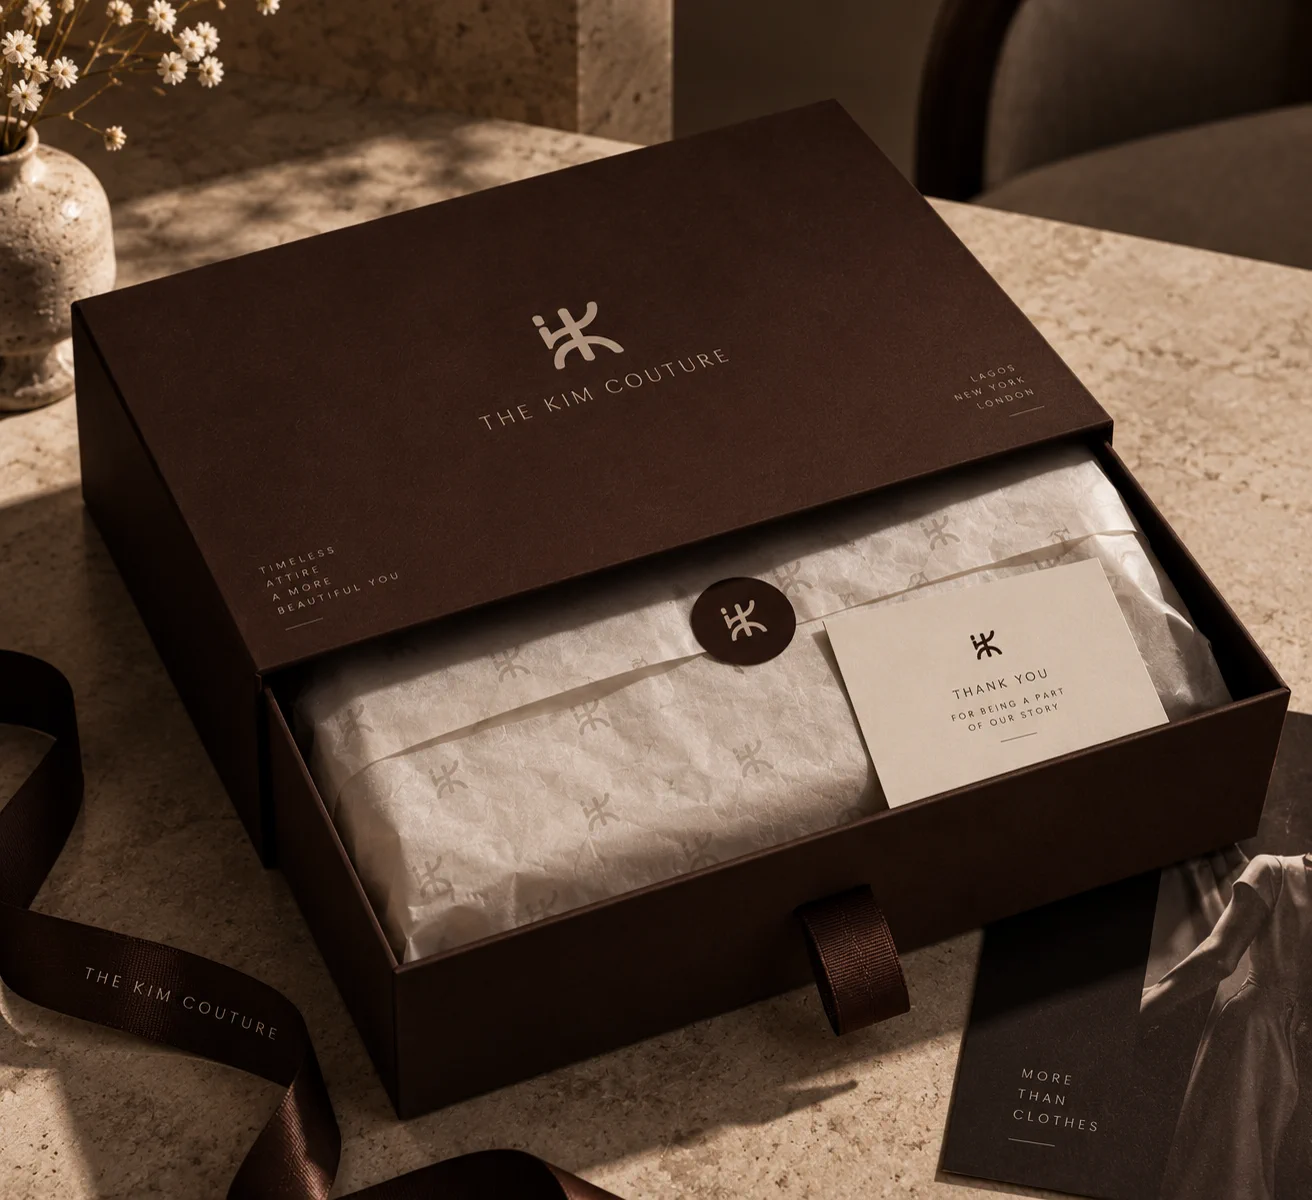 THE KIM COUTURE
LAGOS
NEW YORK
LONDON
TIMELESS
ATTIRE
A MORE
BEAUTIFUL YOU
THANK YOU
FOR BEING A PART
OF OUR STORY
THE KIM COUTURE
MORE
THAN
CLOTHES